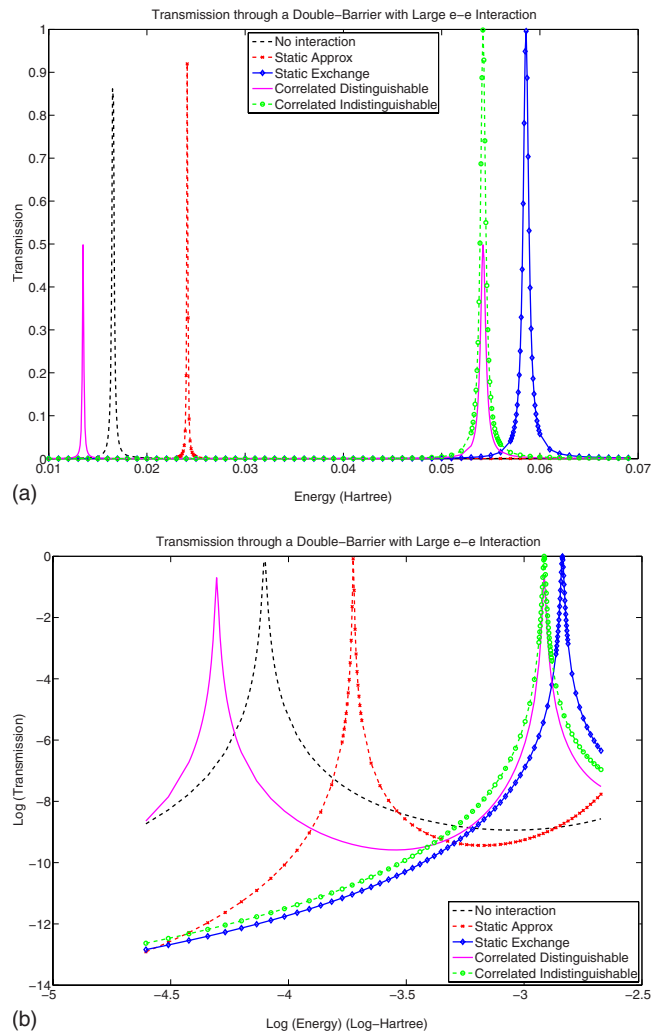 Transmission through a Double−Barrier with Large e−e Interaction
No interaction
Static Approx
Static Exchange
Correlated Distinguishable
Correlated Indistinguishable
Transmission
1
0.9
0.8
0.7
0.6
0.5
0.4
0.3
0.2
0.1
0
0.01 0.02 0.03 0.04 0.05 0.06 0.07
Energy (Hartree)
(a)
Transmission through a Double−Barrier with Large e−e Interaction
Log (Transmission)
0
−2
−4
−6
−8
−10
−12
−14
No interaction
Static Approx
Static Exchange
Correlated Distinguishable
Correlated Indistinguishable
−5 −4.5 −4 −3.5 −3 −2.5
Log (Energy) (Log−Hartree)
(b)